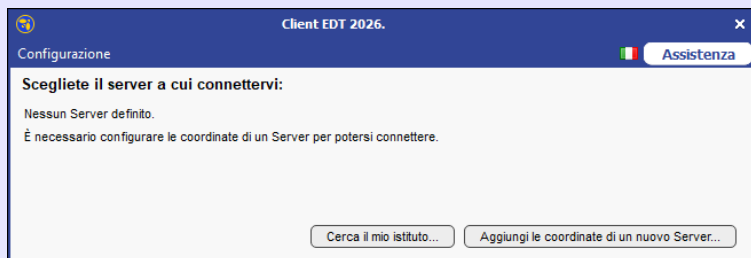 Client EDT 2026.
Configurazione
Assistenza
Scegliete il server a cui connettervi:
Nessun Server definito.
È necessario configurare le coordinate di un Server per potersi connettere.
Cerca il mio istituto...
Aggiungi le coordinate di un nuovo Server...